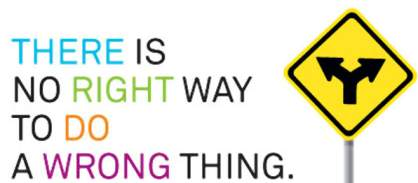 THERE IS
NO RIGHT WAY
TO DO
A WRONG THING.